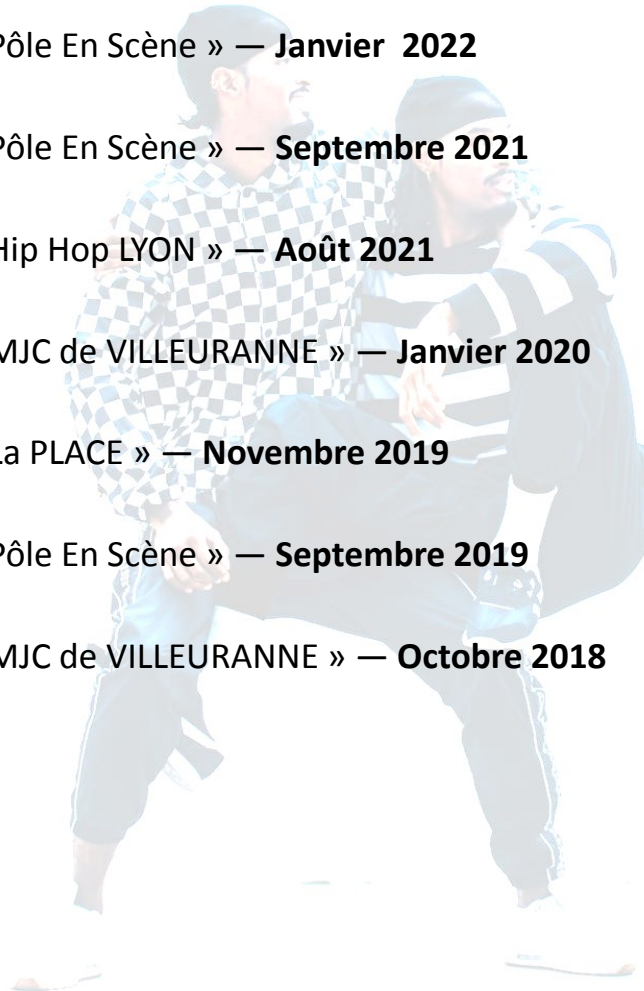 Pôle En Scène » — Janvier 2022
Pôle En Scène » — Septembre 2021
Hip Hop LYON » — Août 2021
MJC de VILLEURANNE » — Janvier 2020
La PLACE » — Novembre 2019
Pôle En Scène » — Septembre 2019
MJC de VILLEURANNE » — Octobre 2018